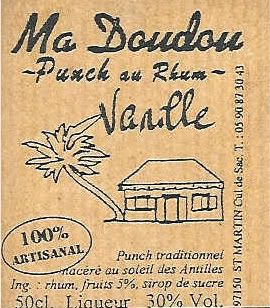 Ma Doudou
~Punch au Rhum~
Vanille
100%
ARTISANAL
Punch traditionnel
macéré au soleil des Antilles
Ing. : rhum, fruits 5%, sirop de sucre
50cl. Liqueur 30% Vol.
ST MARTIN Cul de Sac. T. : 05 90 87 30 43